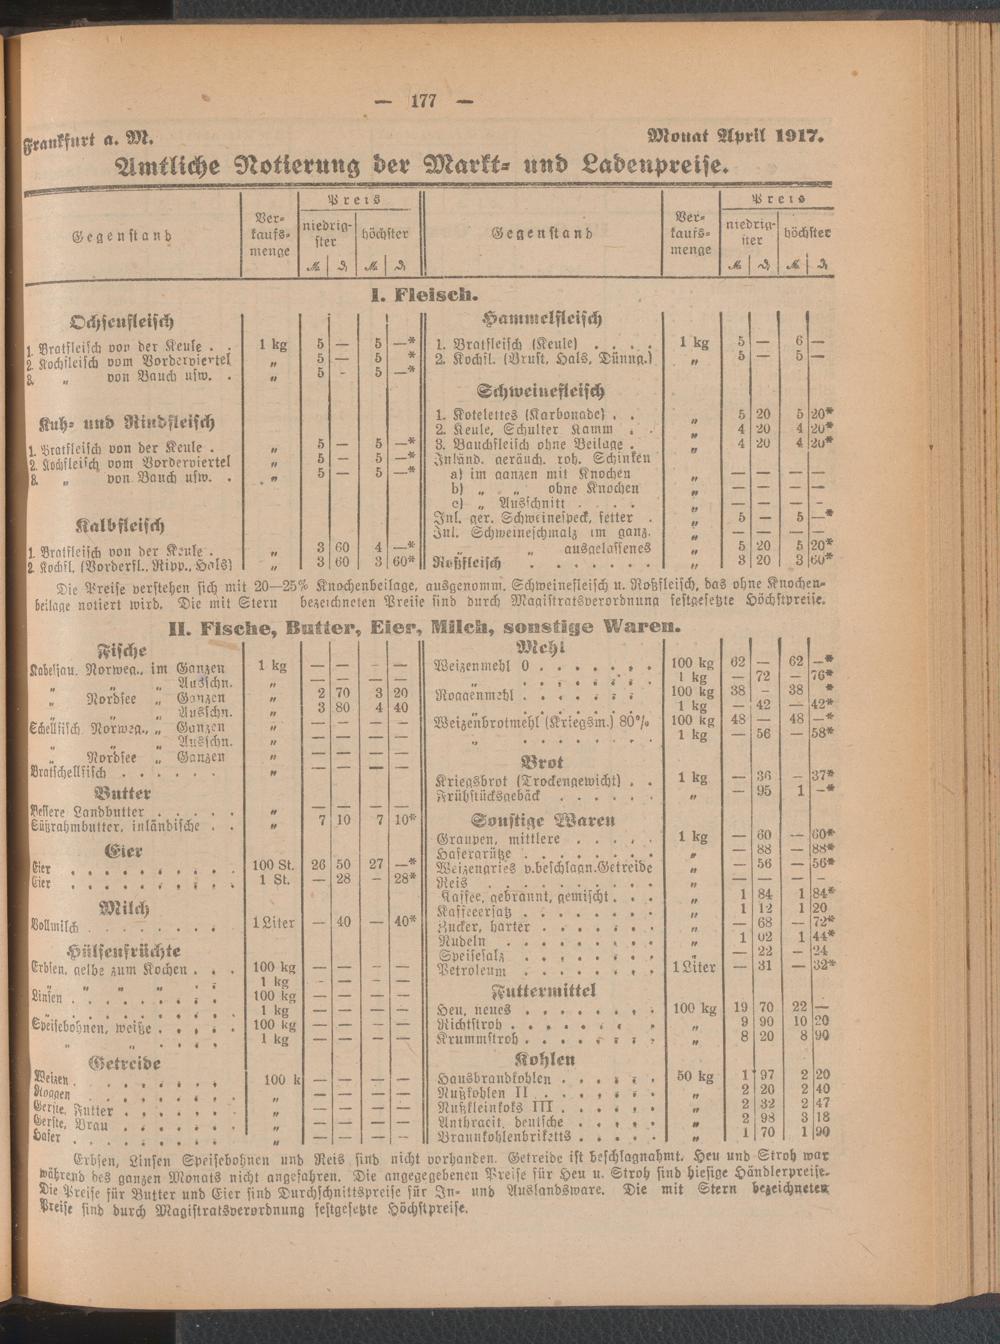 — 177 —
Frankfurt a. M.
Monat April 1917.
Amtliche Notierung der Markt- und Ladenpreise.
Gegenstand
Ver-
kaufs-
menge
Preis
niedrig-
ster
höchster
ℳ ₰ ℳ ₰
Gegenstand
Ver-
kaufs-
menge
Preis
niedrig-
ster
höchster
ℳ ₰ ℳ ₰
I. Fleisch.
Ochsenfleisch
1. Bratfleisch von der Keule . . 1 kg 5 — 5 —*
2. Kochfleisch vom Vorderviertel „ 5 — 5 *
3. „ von Bauch usw. . „ 5 - 5 —*
Kuh- und Rindfleisch
1. Bratfleisch von der Keule . „ 5 — 5 —*
2. Kochfleisch vom Vorderviertel „ 5 — 5 —*
3. „ von Bauch usw. . „ 5 — 5 —*
Kalbfleisch
1. Bratfleisch von der Keule . „ 3 60 4 —*
2. Kochfl. (Vorderfl., Ripp., Hals) „ 3 60 3 60*
Hammelfleisch
1. Bratfleisch (Keule) . . . . 1 kg 5 — 6 —
2. Kochfl. (Brust, Hals, Dünng.) „ 5 — 5 —
Schweinefleisch
1. Kotelettes (Karbonade) . . „ 5 20 5 20*
2. Keule, Schulter Kamm . . „ 4 20 4 20*
3. Bauchfleisch ohne Beilage . „ 4 20 4 20*
Inländ. geräuch. roh. Schinken
a) im ganzen mit Knochen „ — — — —
b) „ „ ohne Knochen „ — — — —
c) „ Ausschnitt . . . . „ — — — —
Inl. ger. Schweinespeck, fetter . „ 5 — 5 —*
Inl. Schweineschmalz im ganz. „
„ „ ausgelassenes „ 5 20 5 20*
Roßfleisch . . . . . . . „ 3 20 3 60*
Die Preise verstehen sich mit 20—25% Knochenbeilage, ausgenomm. Schweinefleisch u. Roßfleisch, das ohne Knochen-
beilage notiert wird. Die mit Stern bezeichneten Preise sind durch Magistratsverordnung festgesetzte Höchstpreise.
II. Fische, Butter, Eier, Milch, sonstige Waren.
Fische
Kabeljau. Norweg., im Ganzen 1 kg — — - —
„ „ „ Ausschn. „ — — — —
„ Nordsee „ Ganzen „ 2 70 3 20
„ „ „ Ausschn. „ 3 80 4 40
Schellfisch Norweg., „ Ganzen „ — — — —
„ „ „ Ausschn. „ — — — —
„ Nordsee „ Ganzen „ — — — —
Bratschellfisch . . . . . . „ — — — —
Butter
Bessere Landbutter . . . . . „ — — — —
Süßrahmbutter, inländische . . „ 7 10 7 10*
Eier
Eier . . . . . . . . . . 100 St. 26 50 27 —*
Eier . . . . . . . . . . 1 St. — 28 – 28*
Milch
Vollmilch . . . . . . . 1 Liter — 40 — 40*
Hülsenfrüchte
Erbsen, gelbe zum Kochen . . . 100 kg — — — —
„ „ „ „ . . 1 kg — — — —
Linsen . . . . . . . . . 100 kg — — — —
„ . . . . . . . . . 1 kg — — — —
Speisebohnen, weiße . . . . . 100 kg — — — —
„ „ . . . . . 1 kg — — — —
Getreide
Weizen . . . . . . . . . 100 k — — — —
Roggen . . . . . . . . „ — — — —
Gerste, Futter . . . . . . „ — — — —
Gerste, Brau . . . . . . „ — — — —
Hafer . . . . . . . . „ — — — —
Mehl
Weizenmehl 0 . . . . . . . 100 kg 62 — 62 —*
„ . . . . . . . 1 kg — 72 — 76*
Roggenmehl . . . . . . . 100 kg 38 - 38 *
„ . . . . . . . 1 kg — 42 — 42*
Weizenbrotmehl (Kriegsm.) 80% 100 kg 48 — 48 —*
„ . . . . . . . 1 kg — 56 — 58*
Brot
Kriegsbrot (Trockengewicht) . . 1 kg — 36 — 37*
Frühstücksgebäck . . . . . . „ — 95 1 —*
Sonstige Waren
Graupen, mittlere . . . . . 1 kg — 60 — 60*
Hafergrütze . . . . . . . . „ — 88 — 88*
Weizengries v. beschlagn. Getreide „ — 56 — 56*
Reis . . . . . . . . . „ — — — —
Kaffee, gebrannt, gemischt . . . „ 1 84 1 84*
Kaffeeersatz . . . . . . . „ 1 12 1 20
Zucker, harter . . . . . . . „ — 68 — 72*
Nudeln . . . . . . . . „ 1 02 1 44*
Speisesalz . . . . . . . „ — 22 — 24
Petroleum . . . . . . . 1 Liter — 31 — 32*
Futtermittel
Heu, neues . . . . . . . 100 kg 19 70 22 —
Richtstroh . . . . . . . . „ 9 90 10 20
Krummstroh . . . . . . . „ 8 20 8 90
Kohlen
Hausbrandkohlen . . . . . 50 kg 1 97 2 20
Nußkohlen II . . . . . . . „ 2 20 2 40
Nußkleinkoks III . . . . . „ 2 32 2 47
Anthracit, deutsche . . . . . „ 2 98 3 18
Braunkohlenbriketts . . . . . „ 1 70 1 90
Erbsen, Linsen Speisebohnen und Reis sind nicht vorhanden. Getreide ist beschlagnahmt. Heu und Stroh war
während des ganzen Monats nicht angefahren. Die angegegebenen Preise für Heu u. Stroh sind hiesige Händlerpreise.
Die Preise für Butter und Eier sind Durchschnittspreise für In- und Auslandsware. Die mit Stern bezeichneten
Preise sind durch Magistratsverordnung festgesetzte Höchstpreise.